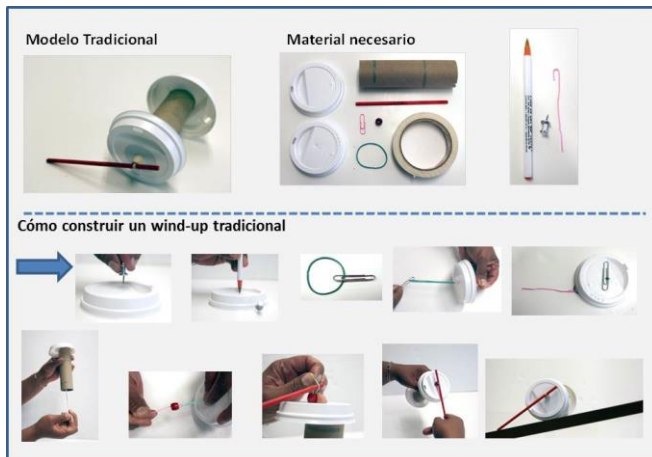 Modelo Tradicional
Material necesario
Cómo construir un wind-up tradicional